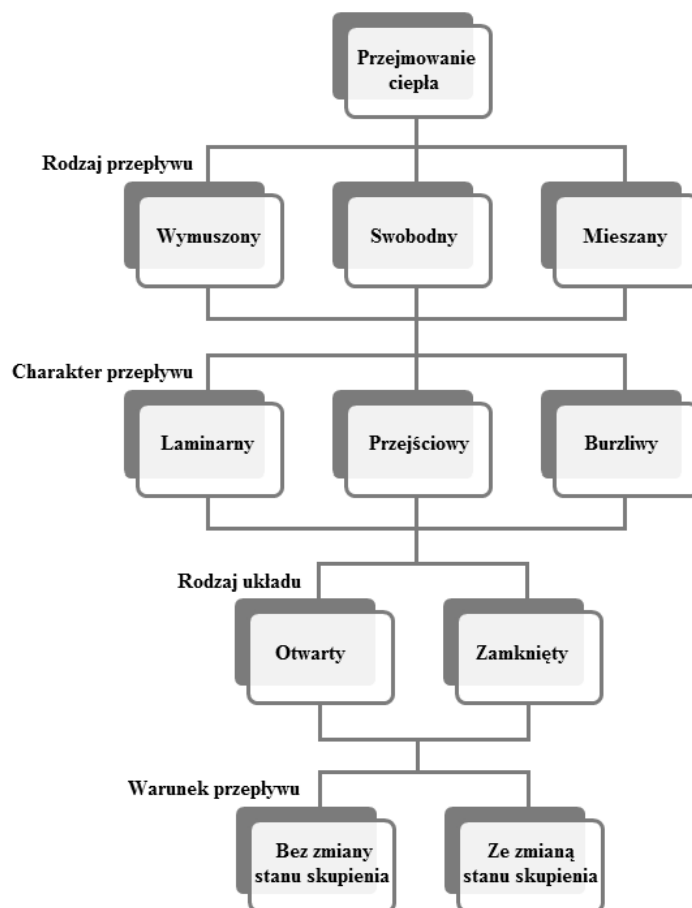 Przejmowanie
ciepła
Rodzaj przepływu
Wymuszony
Swobodny
Mieszany
Charakter przepływu
Laminarny
Przejściowy
Burzliwy
Rodzaj układu
Otwarty
Zamknięty
Warunek przepływu
Bez zmiany
stanu skupienia
Ze zmianą
stanu skupienia